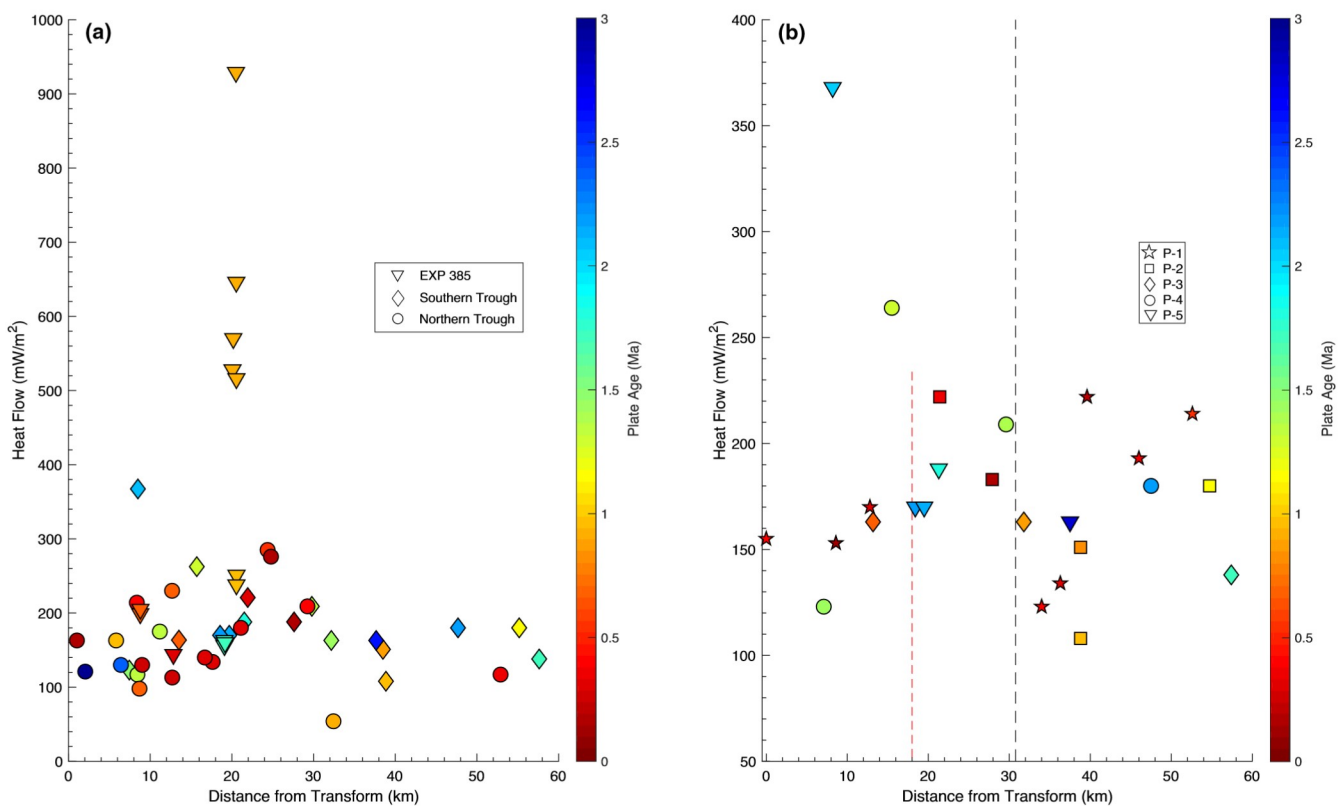 (a)
Heat Flow (mW/m²)
1000
900
800
700
600
500
400
300
200
100
0
0 10 20 30 40 50 60
Distance from Transform (km)
EXP 385
Southern Trough
Northern Trough
3
2.5
2
1.5
1
0.5
0
Plate Age (Ma)
(b)
Heat Flow (mW/m²)
400
350
300
250
200
150
100
50
0 10 20 30 40 50 60
Distance from Transform (km)
P-1
P-2
P-3
P-4
P-5
3
2.5
2
1.5
1
0.5
0
Plate Age (Ma)